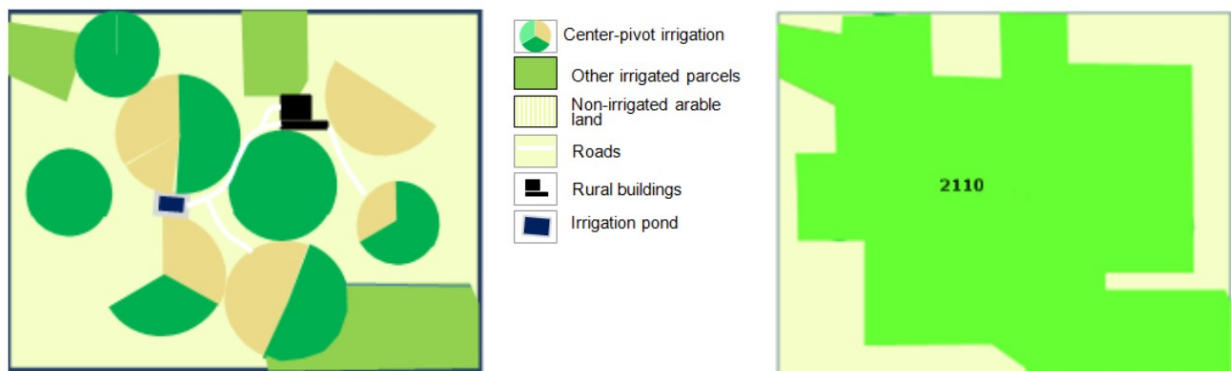 Center-pivot irrigation
Other irrigated parcels
Non-irrigated arable
land
Roads
Rural buildings
Irrigation pond
2110